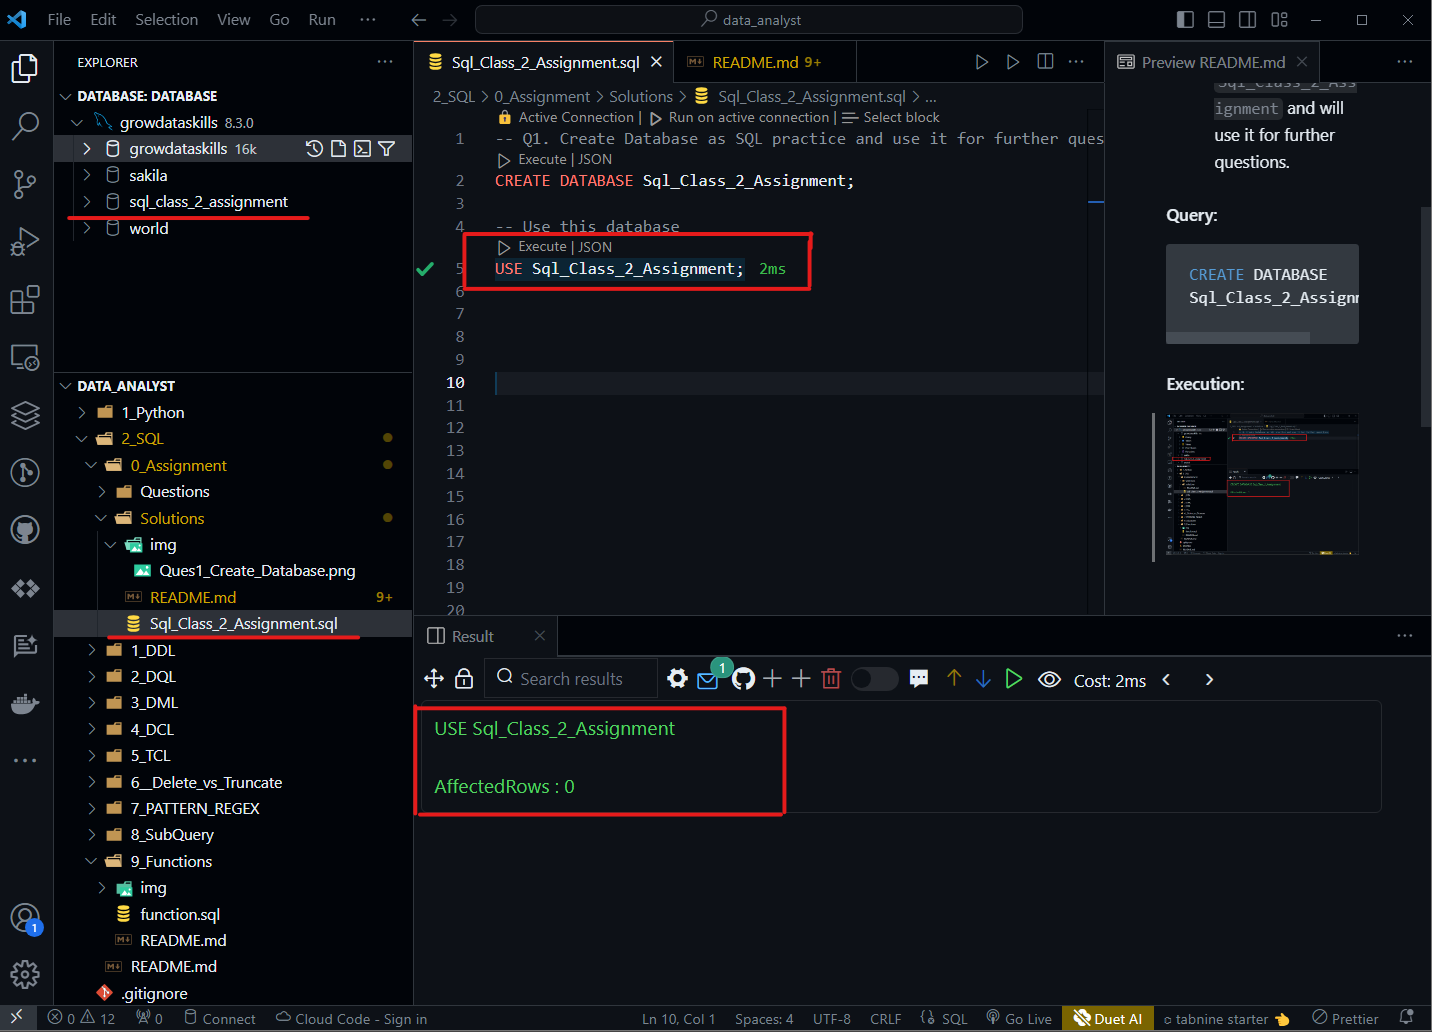 File Edit Selection View Go Run ··· data_analyst
EXPLORER
DATABASE: DATABASE
growdataskills 8.3.0
growdataskills 16k
sakila
sql_class_2_assignment
world
DATA_ANALYST
1_Python
2_SQL
0_Assignment
Questions
Solutions
img
Ques1_Create_Database.png
README.md 9+
Sql_Class_2_Assignment.sql
1_DDL
2_DQL
3_DML
4_DCL
5_TCL
6__Delete_vs_Truncate
7_PATTERN_REGEX
8_SubQuery
9_Functions
img
function.sql
README.md
README.md
.gitignore
1
Sql_Class_2_Assignment.sql README.md 9+
2_SQL > 0_Assignment > Solutions > Sql_Class_2_Assignment.sql > ...
Active Connection | Run on active connection | Select block
1 -- Q1. Create Database as SQL practice and use it for further ques
Execute | JSON
2 CREATE DATABASE Sql_Class_2_Assignment;
3
4 -- Use this database
Execute | JSON
5 USE Sql_Class_2_Assignment; 2ms
6
7
8
9
10
11
12
13
14
15
16
17
18
19
20
Preview README.md
Sql_Class_2_Ass
ignment and will
use it for further
questions.
Query:
CREATE DATABASE
Sql_Class_2_Assignm
Execution:
Result
Search results 1 Cost: 2ms
USE Sql_Class_2_Assignment
AffectedRows : 0
0 12 0 Connect Cloud Code - Sign in Ln 10, Col 1 Spaces: 4 UTF-8 CRLF SQL Go Live Duet AI tabnine starter Prettier